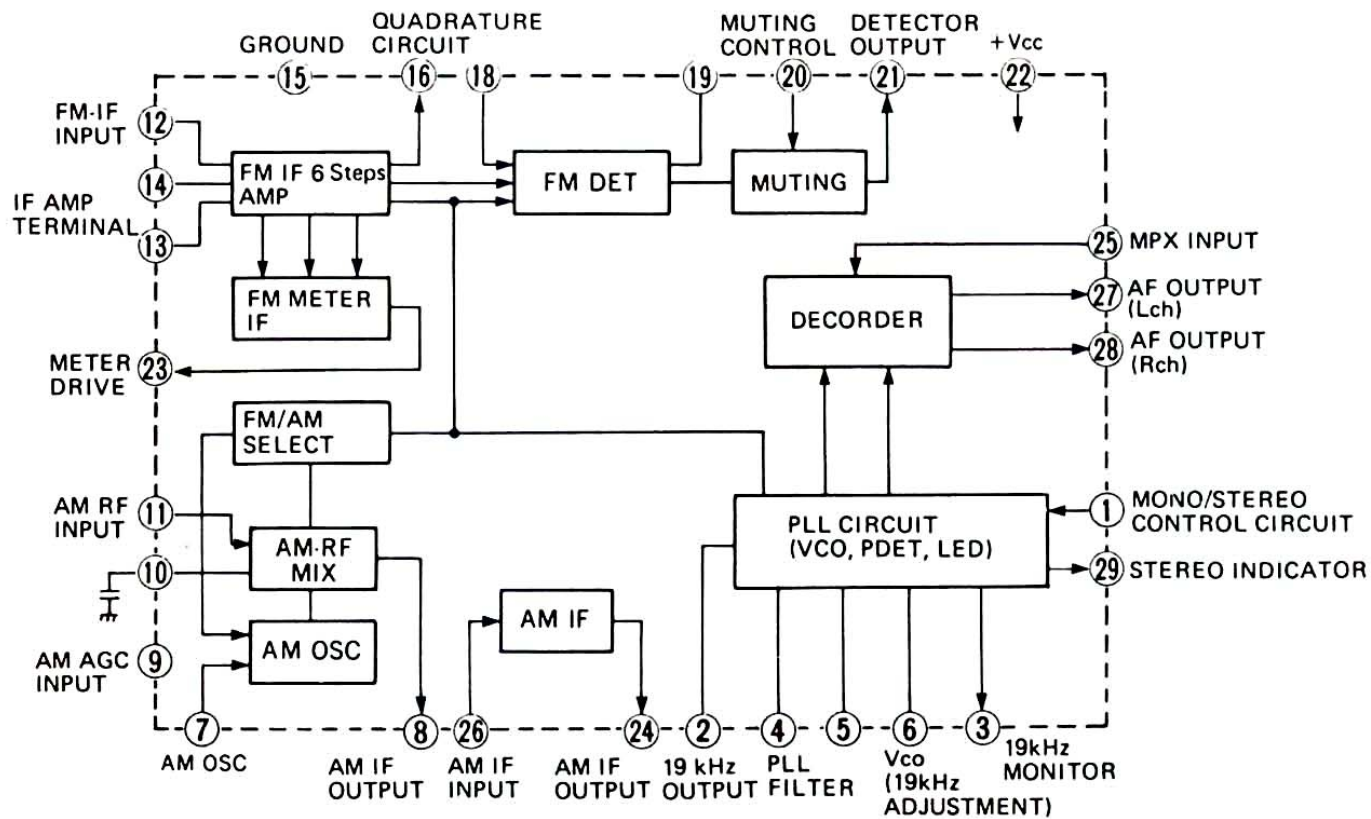 GROUND
QUADRATURE
CIRCUIT
MUTING
CONTROL
DETECTOR
OUTPUT
+Vcc
15
16
18
19
20
21
22
FM-IF
INPUT
12
14
IF AMP
TERMINAL
13
FM IF 6 Steps
AMP
FM DET
MUTING
FM METER
IF
METER
DRIVE
23
25
MPX INPUT
27
AF OUTPUT
(Lch)
28
AF OUTPUT
(Rch)
DECORDER
FM/AM
SELECT
AM RF
INPUT
11
10
AM·RF
MIX
AM AGC
INPUT
9
AM OSC
AM IF
PLL CIRCUIT
(VCO, PDET, LED)
1
MONO/STEREO
CONTROL CIRCUIT
29
STEREO INDICATOR
7
8
26
24
2
4
5
6
3
AM OSC
AM IF
OUTPUT
AM IF
INPUT
AM IF
OUTPUT
19 kHz
OUTPUT
PLL
FILTER
Vco
(19kHz
ADJUSTMENT)
19kHz
MONITOR